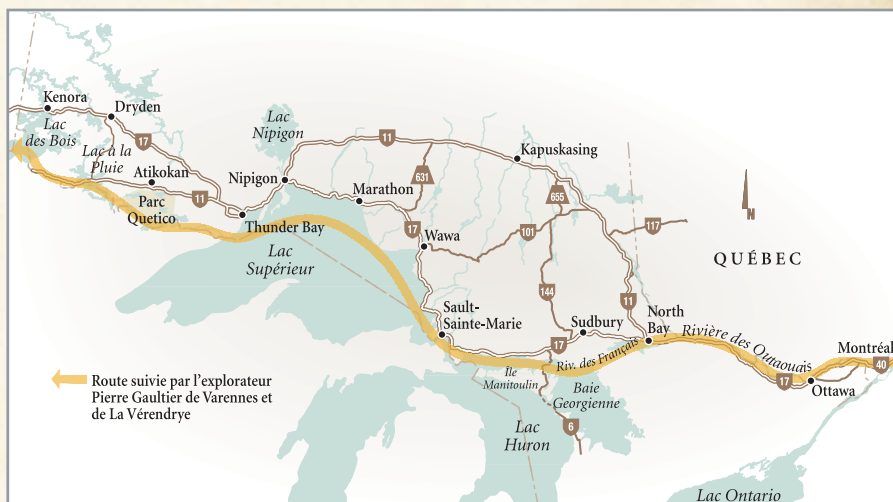 Kenora
Dryden
Lac
des Bois
17
Lac à la
Pluie
Atikokan
11
Parc
Quetico
Lac
Nipigon
Nipigon
Thunder Bay
Marathon
11
631
Kapuskasing
655
17
Wawa
101
117
N
QUÉBEC
Lac
Supérieur
144
11
Sault-
Sainte-Marie
Sudbury
North
Bay
17
Riv. des Français
Rivière des Outaouais
Montréal
40
17
Ottawa
Île
Manitoulin
Baie
Georgienne
6
Lac
Huron
Lac Ontario
Route suivie par l’explorateur
Pierre Gaultier de Varennes et
de La Vérendrye